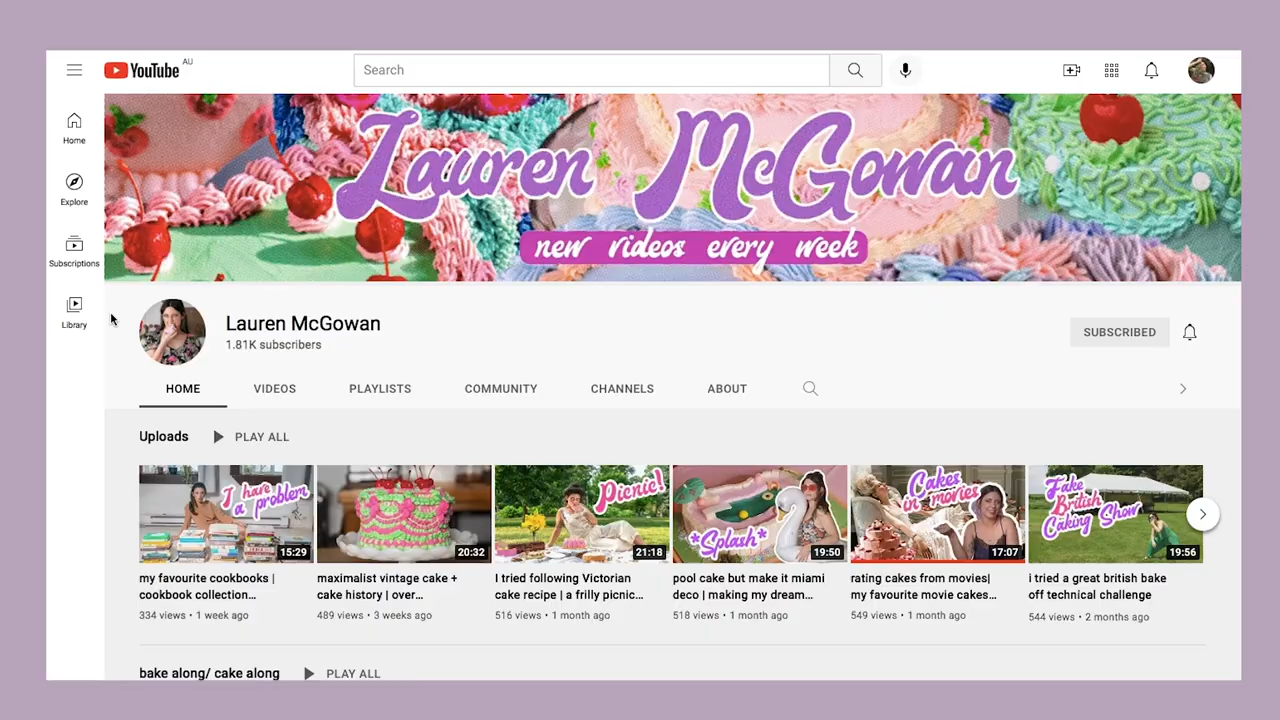 YouTube AU
Search
Home
Explore
Subscriptions
Library
Lauren McGowan
new videos every week
Lauren McGowan
1.81K subscribers
SUBSCRIBED
HOME VIDEOS PLAYLISTS COMMUNITY CHANNELS ABOUT
Uploads PLAY ALL
I have a problem
15:29
20:32
Picnic!
21:18
*Splash*
19:50
Cakes in movies
17:07
Fake British Caking Show
19:56
my favourite cookbooks |
cookbook collection...
334 views • 1 week ago
maximalist vintage cake +
cake history | over...
489 views • 3 weeks ago
I tried following Victorian
cake recipe | a frilly picnic...
516 views • 1 month ago
pool cake but make it miami
deco | making my dream...
518 views • 1 month ago
rating cakes from movies|
my favourite movie cakes...
549 views • 1 month ago
i tried a great british bake
off technical challenge
544 views • 2 months ago
bake along/ cake along PLAY ALL